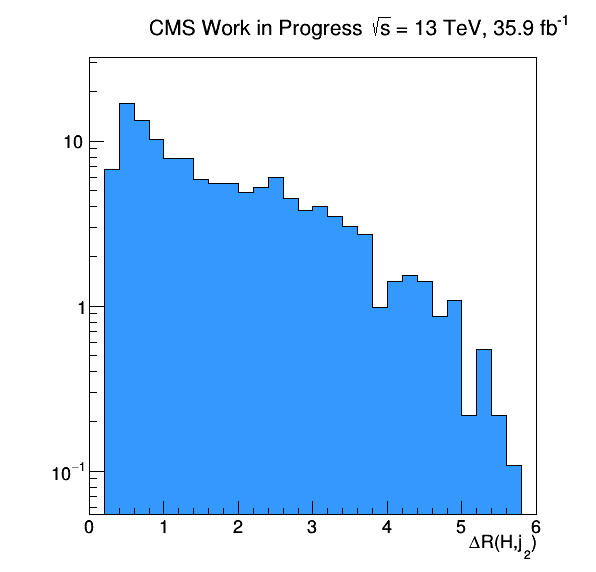 CMS Work in Progress √s = 13 TeV, 35.9 fb⁻¹
10
1
10⁻¹
0 1 2 3 4 5 6
ΔR(H,j₂)